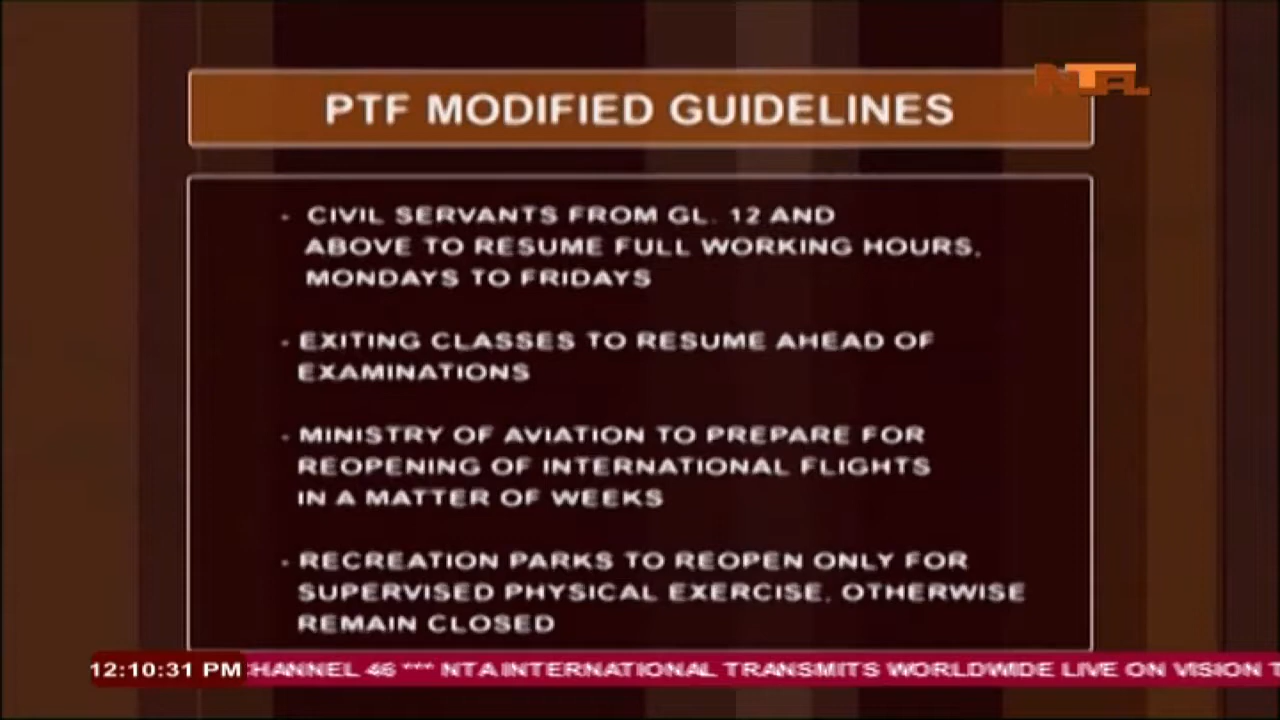 NTA
PTF MODIFIED GUIDELINES
- CIVIL SERVANTS FROM GL. 12 AND
ABOVE TO RESUME FULL WORKING HOURS,
MONDAYS TO FRIDAYS
- EXITING CLASSES TO RESUME AHEAD OF
EXAMINATIONS
- MINISTRY OF AVIATION TO PREPARE FOR
REOPENING OF INTERNATIONAL FLIGHTS
IN A MATTER OF WEEKS
- RECREATION PARKS TO REOPEN ONLY FOR
SUPERVISED PHYSICAL EXERCISE, OTHERWISE
REMAIN CLOSED
12:10:31 PM HANNEL 46 *** NTA INTERNATIONAL TRANSMITS WORLDWIDE LIVE ON VISION T